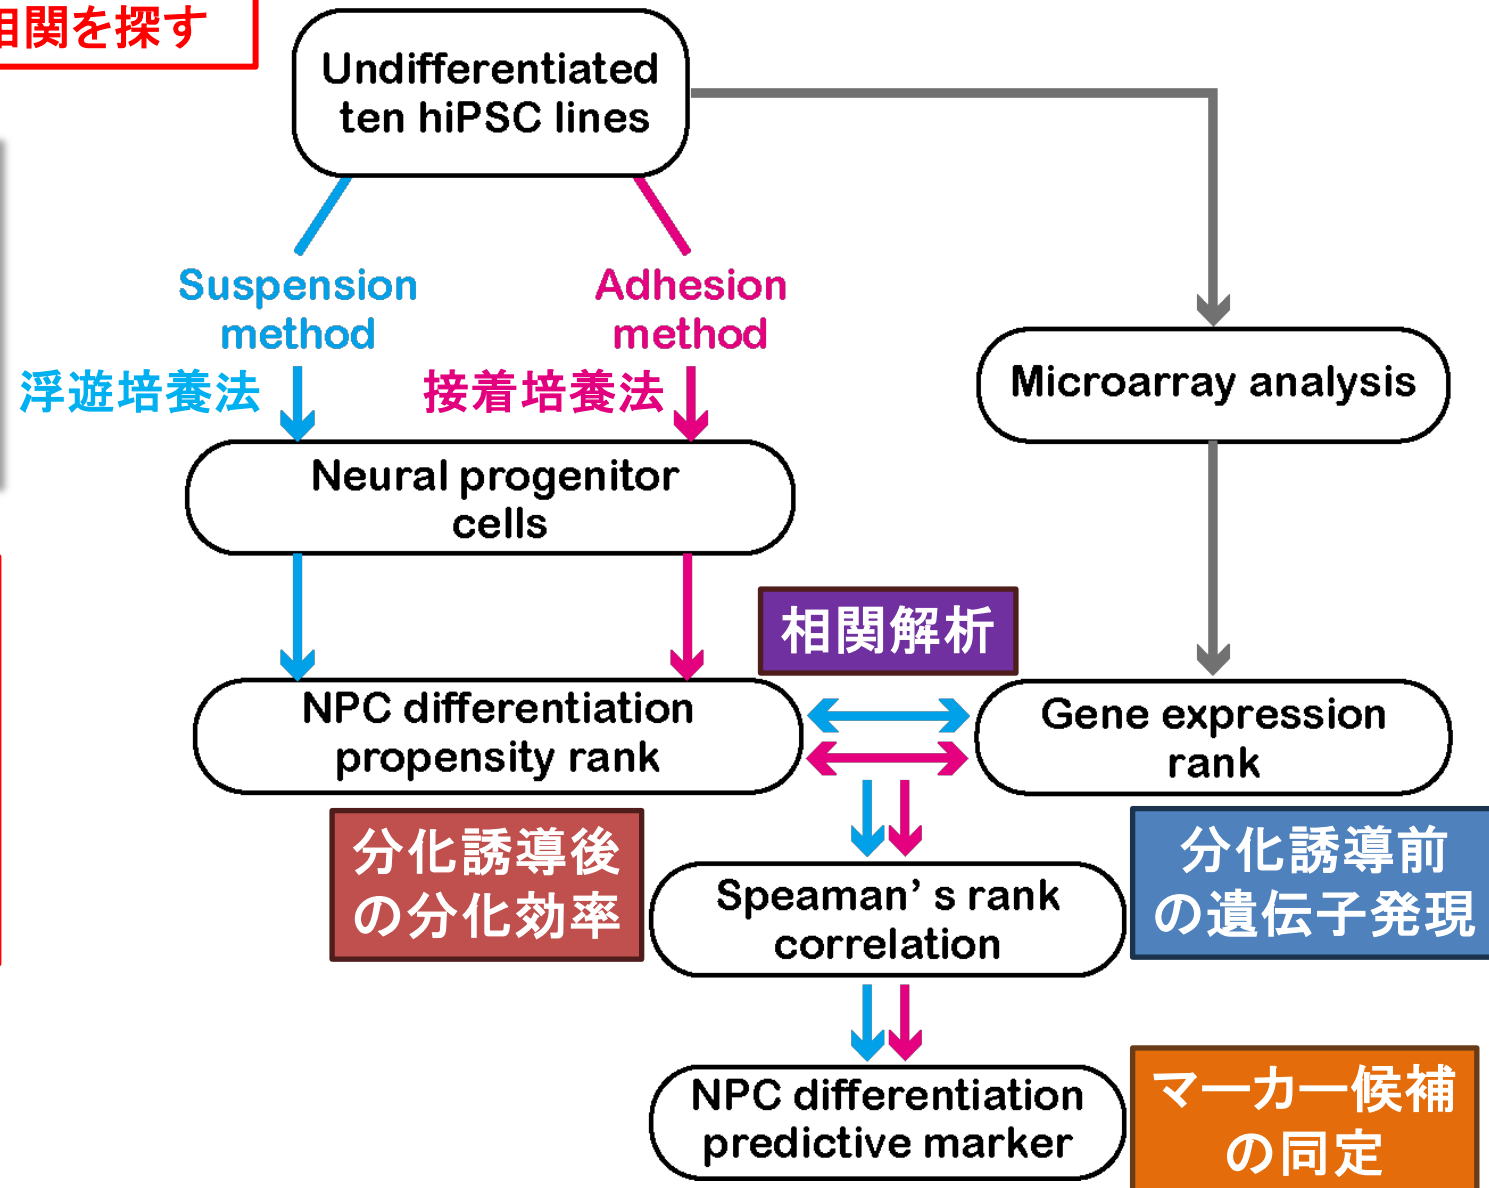 相関を探す
Undifferentiated
ten hiPSC lines
Suspension
method
Adhesion
method
浮遊培養法
接着培養法
Microarray analysis
Neural progenitor
cells
相関解析
NPC differentiation
propensity rank
Gene expression
rank
分化誘導後
の分化効率
分化誘導前
の遺伝子発現
Speaman’ s rank
correlation
NPC differentiation
predictive marker
マーカー候補
の同定